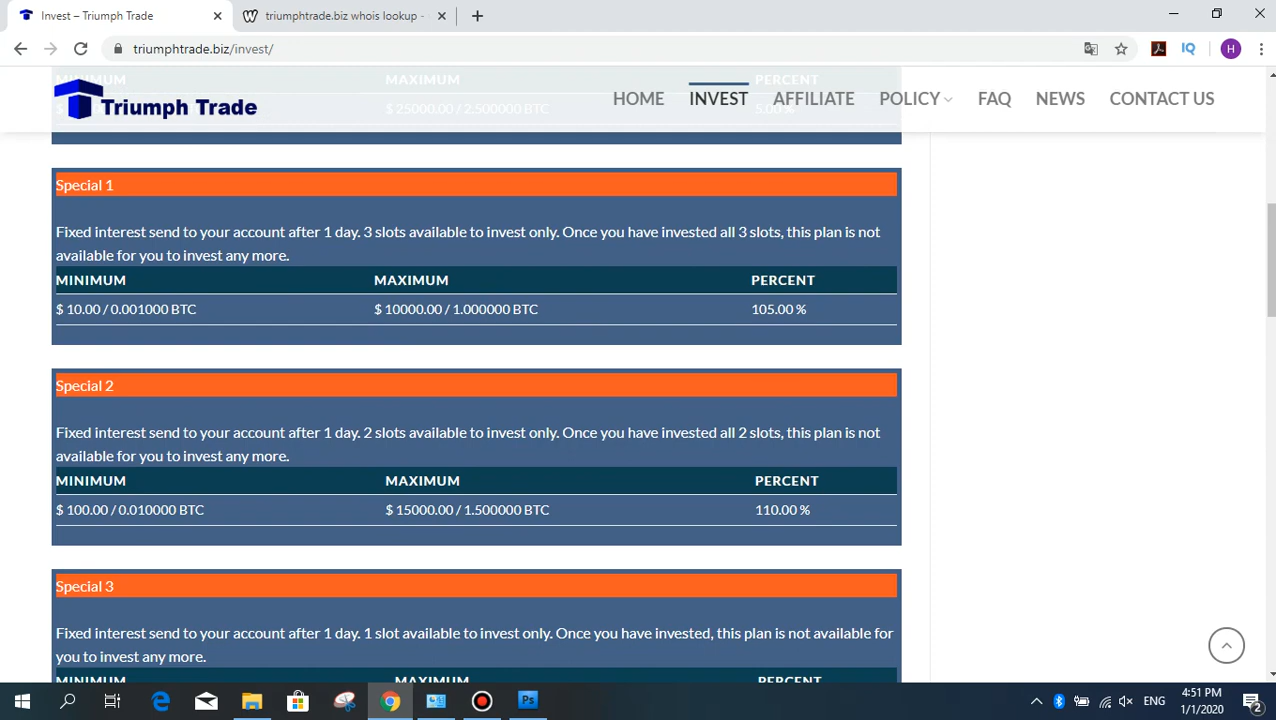 Invest – Triumph Trade
triumphtrade.biz whois lookup -
triumphtrade.biz/invest/
MINIMUM MAXIMUM PERCENT
$ 25000.00 / 2.500000 BTC 5.00 %
Triumph Trade
HOME INVEST AFFILIATE POLICY FAQ NEWS CONTACT US
Special 1
Fixed interest send to your account after 1 day. 3 slots available to invest only. Once you have invested all 3 slots, this plan is not
available for you to invest any more.
MINIMUM MAXIMUM PERCENT
$ 10.00 / 0.001000 BTC $ 10000.00 / 1.000000 BTC 105.00 %
Special 2
Fixed interest send to your account after 1 day. 2 slots available to invest only. Once you have invested all 2 slots, this plan is not
available for you to invest any more.
MINIMUM MAXIMUM PERCENT
$ 100.00 / 0.010000 BTC $ 15000.00 / 1.500000 BTC 110.00 %
Special 3
Fixed interest send to your account after 1 day. 1 slot available to invest only. Once you have invested, this plan is not available for
you to invest any more.
MINIMUM MAXIMUM PERCENT
ENG
4:51 PM
1/1/2020
2